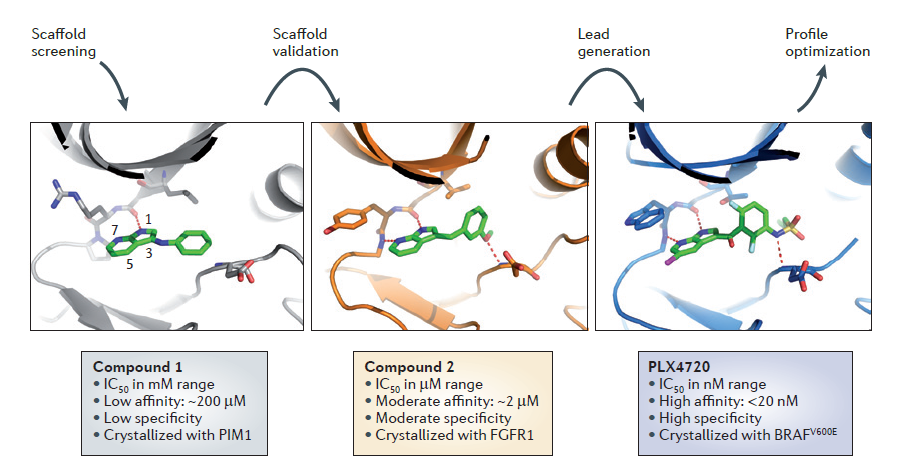 Scaffold
screening
Scaffold
validation
Lead
generation
Profile
optimization
7
1
3
5
Compound 1
• IC50 in mM range
• Low affinity: ~200 μM
• Low specificity
• Crystallized with PIM1
Compound 2
• IC50 in μM range
• Moderate affinity: ~2 μM
• Moderate specificity
• Crystallized with FGFR1
PLX4720
• IC50 in nM range
• High affinity: <20 nM
• High specificity
• Crystallized with BRAFV600E